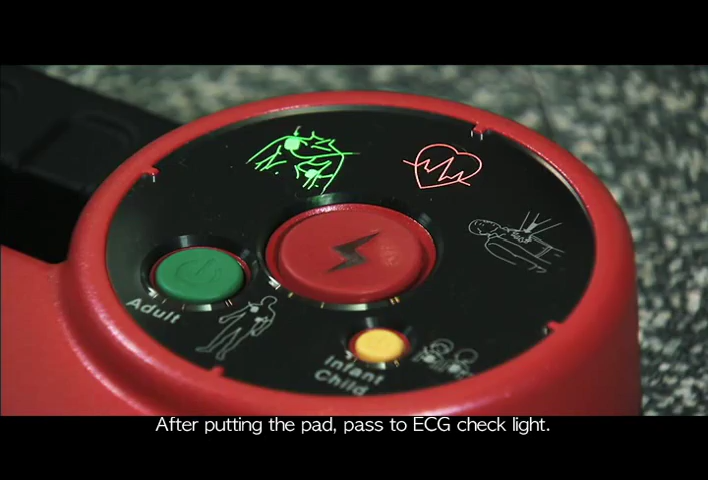 Adult
Infant
Child
After putting the pad, pass to ECG check light.